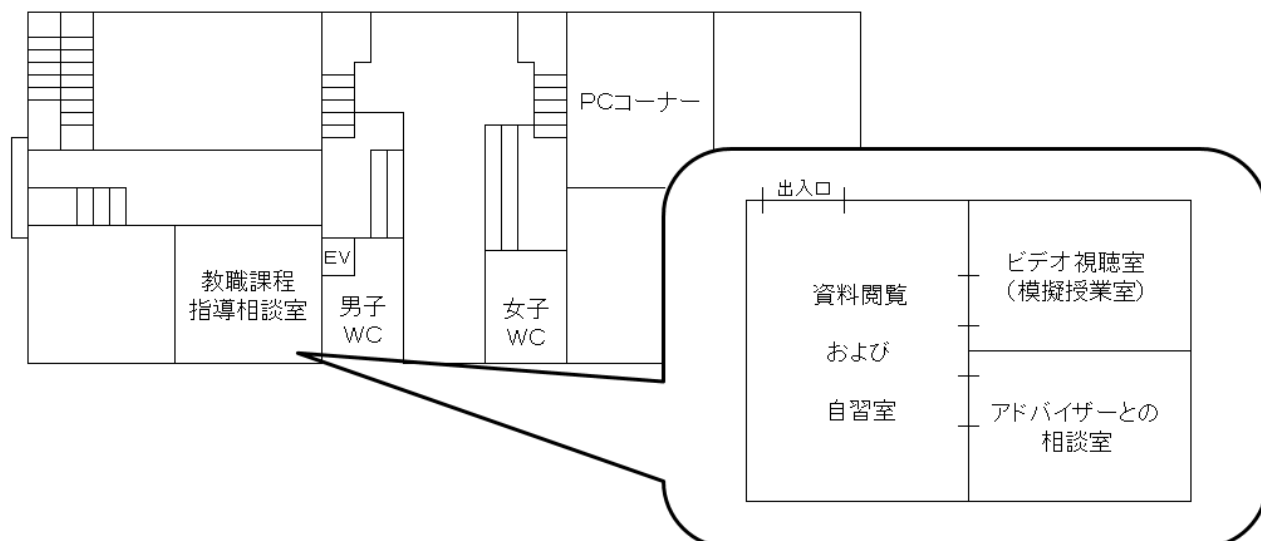 PCコーナー
出入口
EV
教職課程
指導相談室
男子
WC
女子
WC
資料閲覧
および
自習室
ビデオ視聴室
（模擬授業室）
アドバイザーとの
相談室